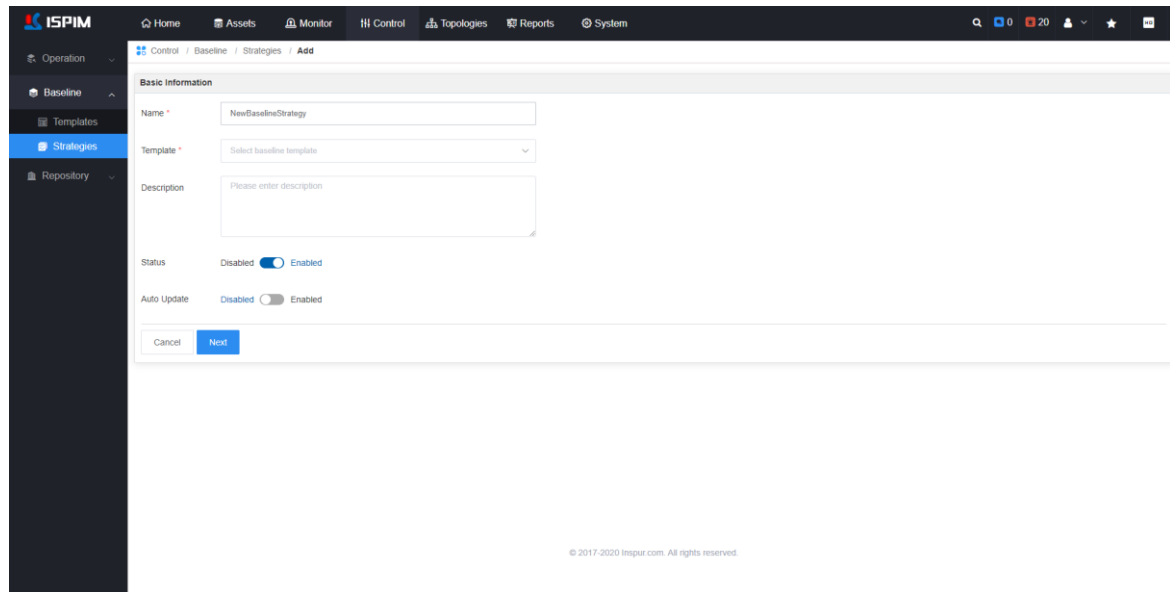 ISPIM Home Assets Monitor Control Topologies Reports System 0 20 HQ
Operation
Control / Baseline / Strategies / Add
Baseline
Basic Information
Templates
Name * NewBaselineStrategy
Strategies
Template * Select baseline template
Repository
Description Please enter description
Status Disabled Enabled
Auto Update Disabled Enabled
Cancel Next
© 2017-2020 Inspur.com. All rights reserved.